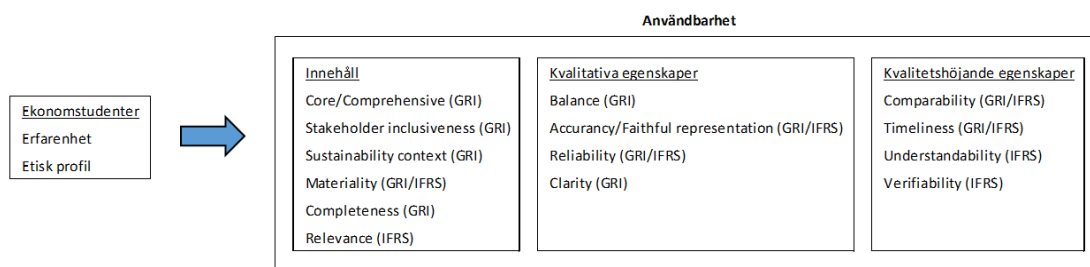 Användbarhet
Ekonomstudenter
Erfarenhet
Etisk profil
Innehåll
Core/Comprehensive (GRI)
Stakeholder inclusiveness (GRI)
Sustainability context (GRI)
Materiality (GRI/IFRS)
Completeness (GRI)
Relevance (IFRS)
Kvalitativa egenskaper
Balance (GRI)
Accurancy/Faithful representation (GRI/IFRS)
Reliability (GRI/IFRS)
Clarity (GRI)
Kvalitetshöjande egenskaper
Comparability (GRI/IFRS)
Timeliness (GRI/IFRS)
Understandability (IFRS)
Verifiability (IFRS)